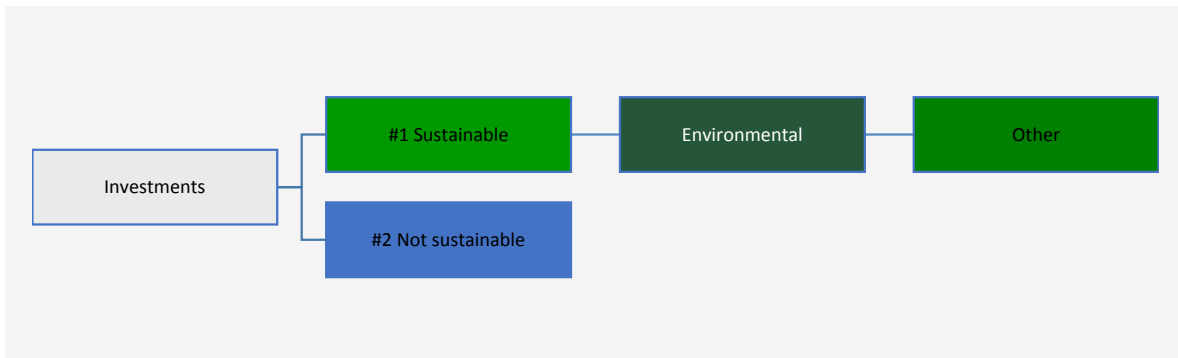 Investments
#1 Sustainable
Environmental
Other
#2 Not sustainable